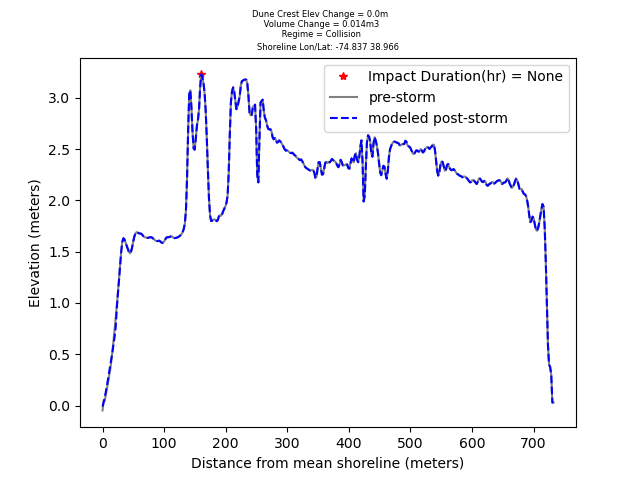 Dune Crest Elev Change = 0.0m
Volume Change = 0.014m3
Regime = Collision
Shoreline Lon/Lat: -74.837 38.966
Impact Duration(hr) = None
pre-storm
modeled post-storm
3.0
2.5
2.0
1.5
1.0
0.5
0.0
Elevation (meters)
0 100 200 300 400 500 600 700
Distance from mean shoreline (meters)